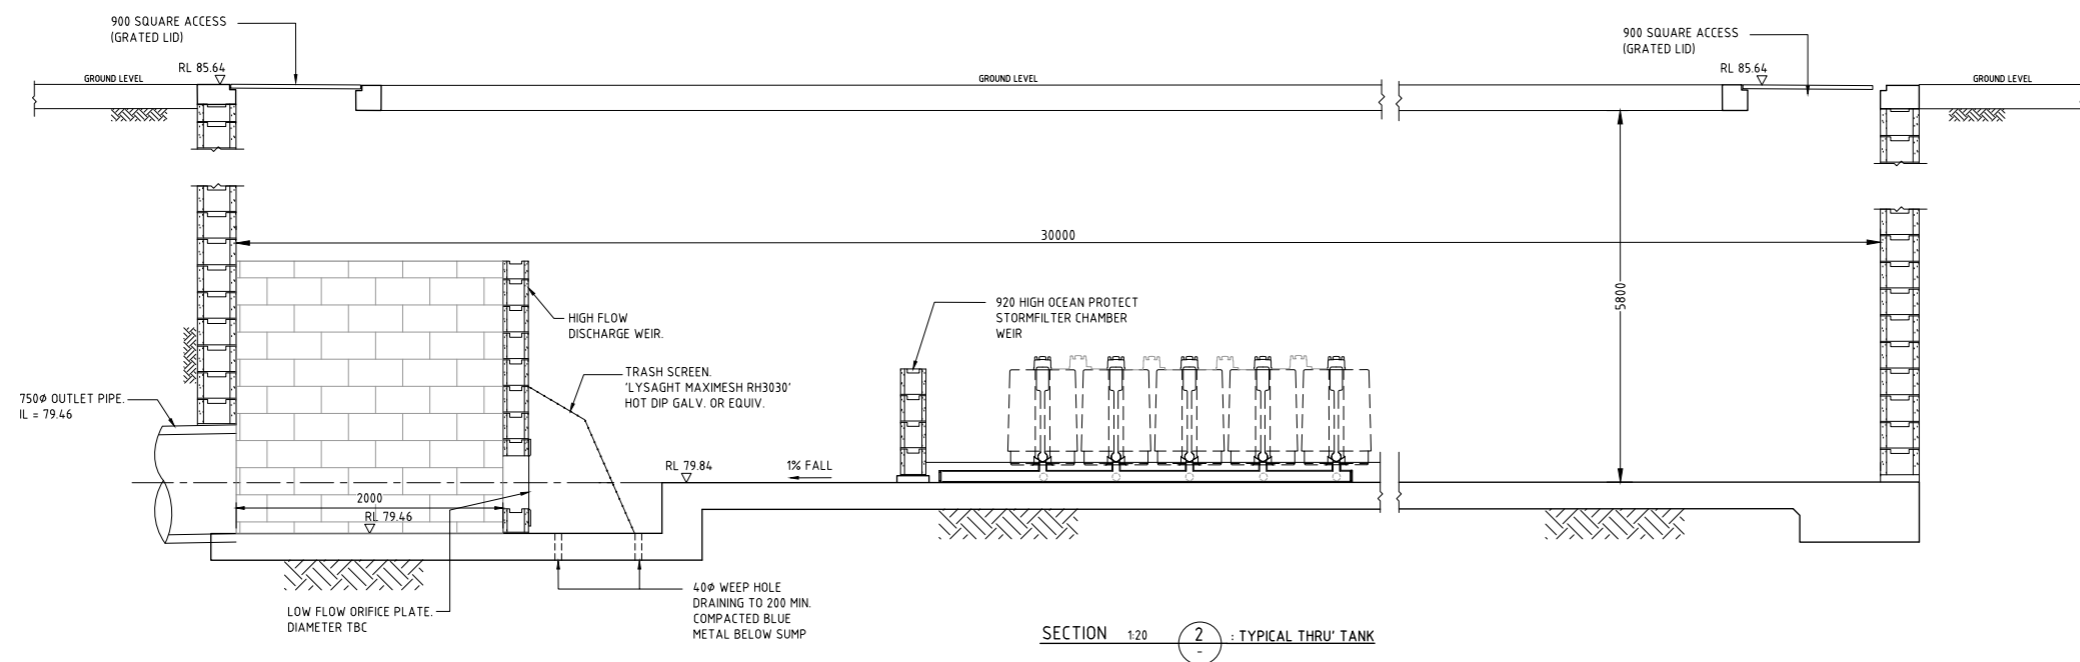 900 SQUARE ACCESS
(GRATED LID)
900 SQUARE ACCESS
(GRATED LID)
RL 85.64
RL 85.64
GROUND LEVEL
GROUND LEVEL
GROUND LEVEL
30000
5800
920 HIGH OCEAN PROTECT
STORMFILTER CHAMBER
WEIR
HIGH FLOW
DISCHARGE WEIR.
TRASH SCREEN.
'LYSAGHT MAXIMESH RH3030'
HOT DIP GALV. OR EQUIV.
750Ø OUTLET PIPE.
IL = 79.46
RL 79.84
1% FALL
2000
RL 79.46
LOW FLOW ORIFICE PLATE.
DIAMETER TBC
40Ø WEEP HOLE
DRAINING TO 200 MIN.
COMPACTED BLUE
METAL BELOW SUMP
SECTION 1:20 2 : TYPICAL THRU' TANK
-